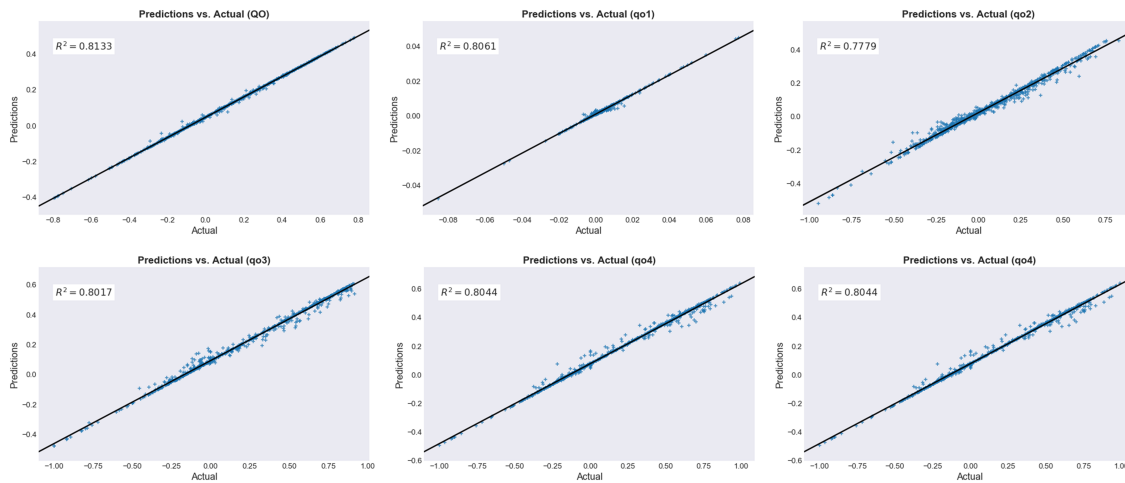 Predictions vs. Actual (QO)
R² = 0.8133
Predictions
0.4
0.2
0.0
−0.2
−0.4
−0.8 −0.6 −0.4 −0.2 0.0 0.2 0.4 0.6 0.8
Actual
Predictions vs. Actual (qo1)
R² = 0.8061
Predictions
0.04
0.02
0.00
−0.02
−0.04
−0.08 −0.06 −0.04 −0.02 0.00 0.02 0.04 0.06 0.08
Actual
Predictions vs. Actual (qo2)
R² = 0.7779
Predictions
0.4
0.2
0.0
−0.2
−0.4
−1.00 −0.75 −0.50 −0.25 0.00 0.25 0.50 0.75
Actual
Predictions vs. Actual (qo3)
R² = 0.8017
Predictions
0.6
0.4
0.2
0.0
−0.2
−0.4
−1.00 −0.75 −0.50 −0.25 0.00 0.25 0.50 0.75 1.00
Actual
Predictions vs. Actual (qo4)
R² = 0.8044
Predictions
0.6
0.4
0.2
0.0
−0.2
−0.4
−0.6
−1.00 −0.75 −0.50 −0.25 0.00 0.25 0.50 0.75 1.00
Actual
Predictions vs. Actual (qo4)
R² = 0.8044
Predictions
0.6
0.4
0.2
0.0
−0.2
−0.4
−0.6
−1.00 −0.75 −0.50 −0.25 0.00 0.25 0.50 0.75 1.00
Actual